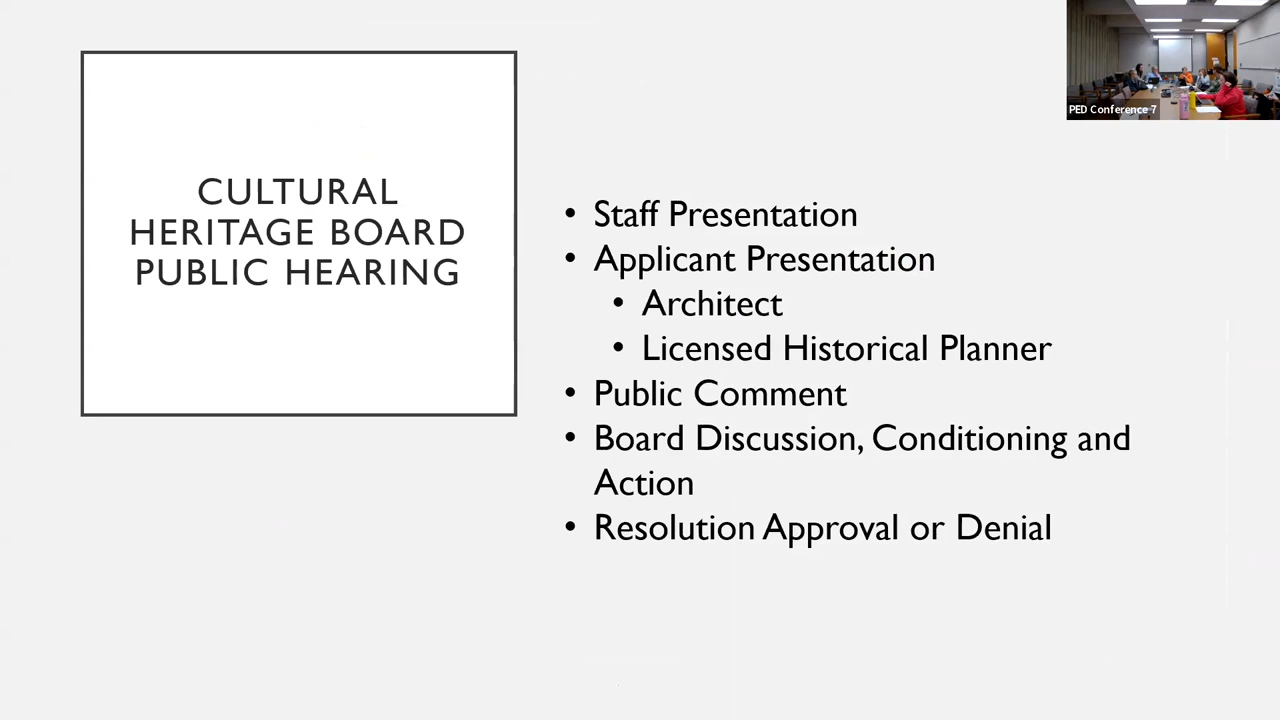 CULTURAL
HERITAGE BOARD
PUBLIC HEARING
• Staff Presentation
• Applicant Presentation
• Architect
• Licensed Historical Planner
• Public Comment
• Board Discussion, Conditioning and
Action
• Resolution Approval or Denial
PED Conference 7